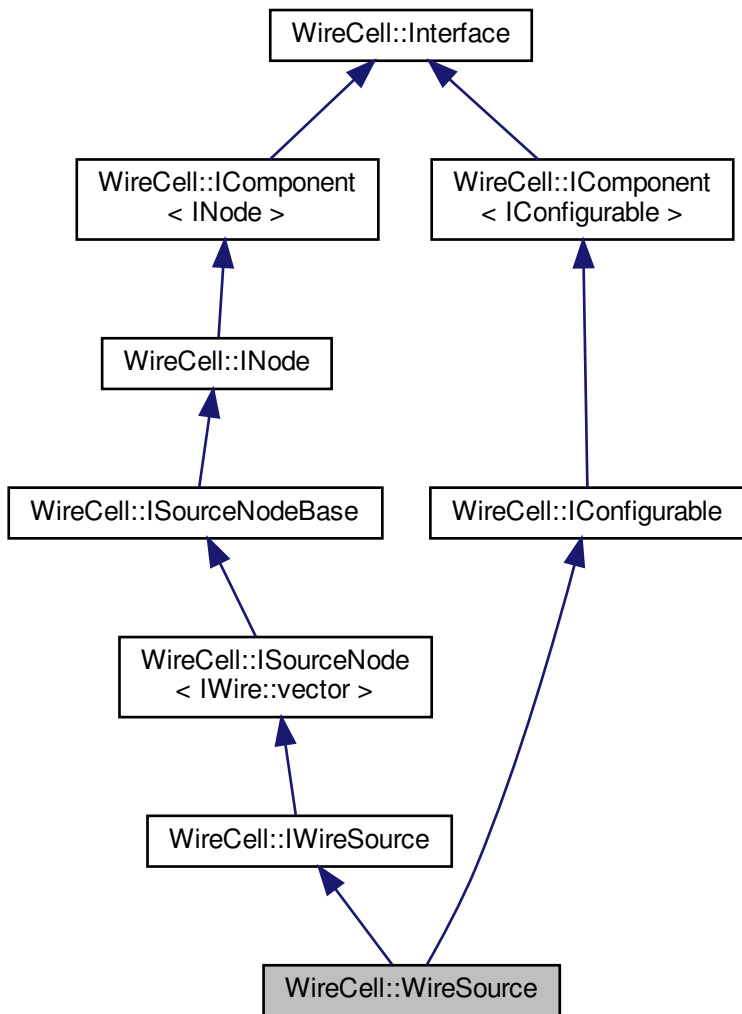 WireCell::Interface
WireCell::IComponent
< INode >
WireCell::IComponent
< IConfigurable >
WireCell::INode
WireCell::ISourceNodeBase
WireCell::IConfigurable
WireCell::ISourceNode
< IWire::vector >
WireCell::IWireSource
WireCell::WireSource